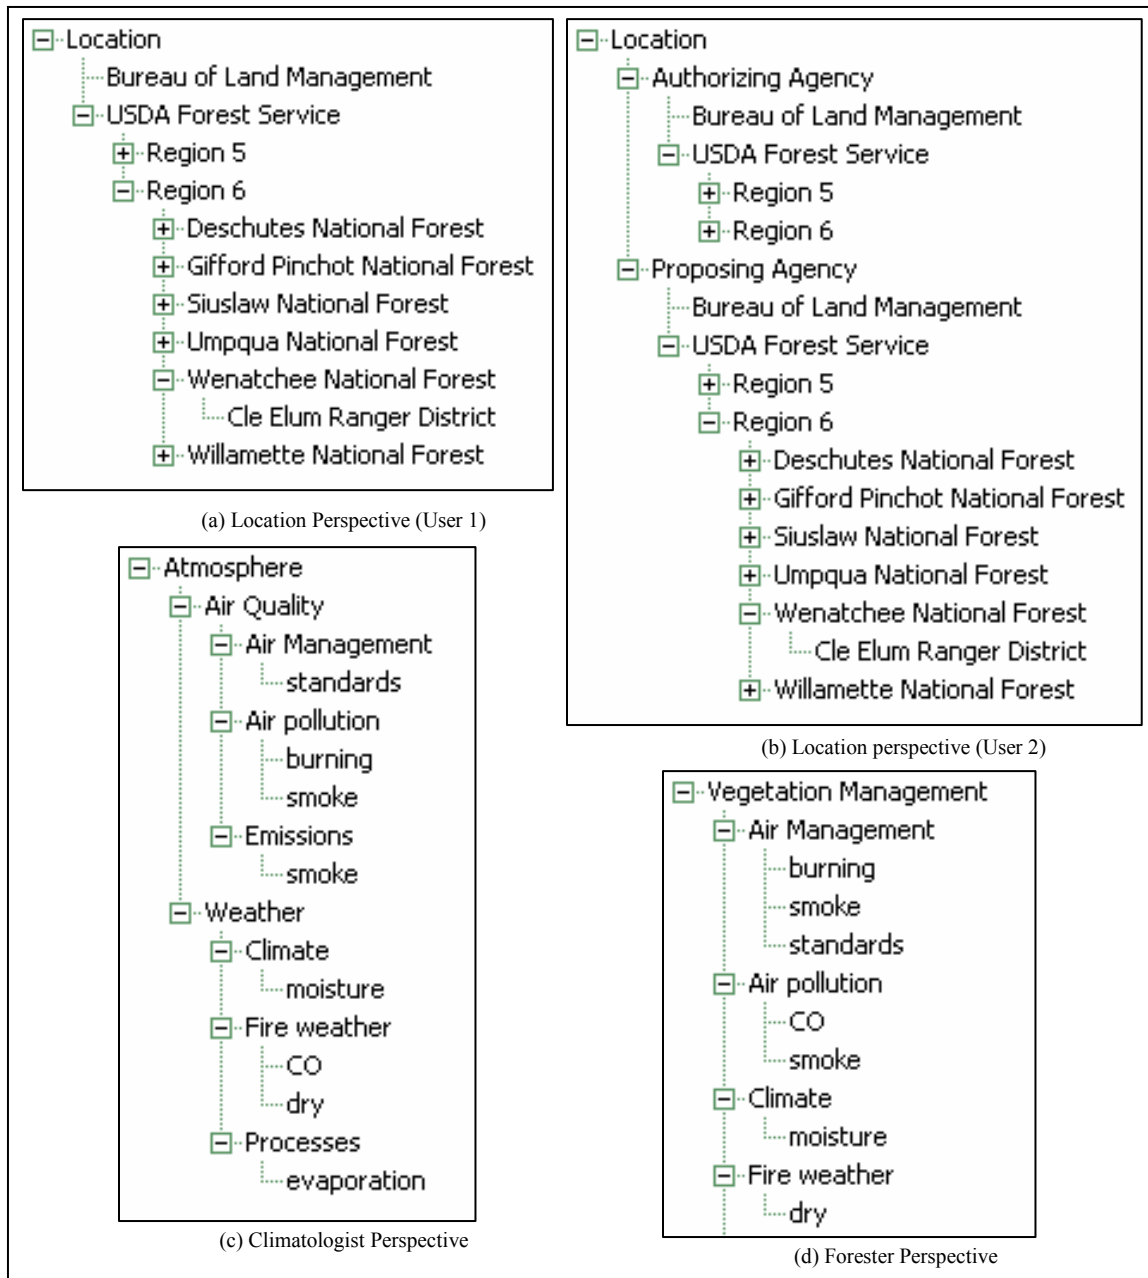 Location
Bureau of Land Management
USDA Forest Service
Region 5
Region 6
Deschutes National Forest
Gifford Pinchot National Forest
Siuslaw National Forest
Umpqua National Forest
Wenatchee National Forest
Cle Elum Ranger District
Willamette National Forest
(a) Location Perspective (User 1)
Location
Authorizing Agency
Bureau of Land Management
USDA Forest Service
Region 5
Region 6
Proposing Agency
Bureau of Land Management
USDA Forest Service
Region 5
Region 6
Deschutes National Forest
Gifford Pinchot National Forest
Siuslaw National Forest
Umpqua National Forest
Wenatchee National Forest
Cle Elum Ranger District
Willamette National Forest
(b) Location perspective (User 2)
Atmosphere
Air Quality
Air Management
standards
Air pollution
burning
smoke
Emissions
smoke
Weather
Climate
moisture
Fire weather
CO
dry
Processes
evaporation
(c) Climatologist Perspective
Vegetation Management
Air Management
burning
smoke
standards
Air pollution
CO
smoke
Climate
moisture
Fire weather
dry
(d) Forester Perspective